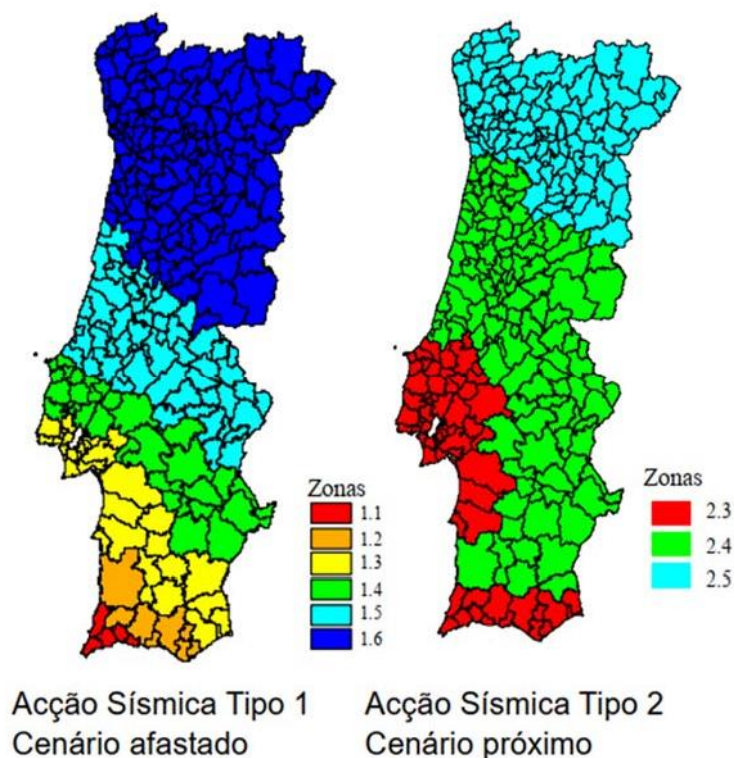 Zonas
1.1
1.2
1.3
1.4
1.5
1.6
Zonas
2.3
2.4
2.5
Acção Sísmica Tipo 1
Cenário afastado
Acção Sísmica Tipo 2
Cenário próximo